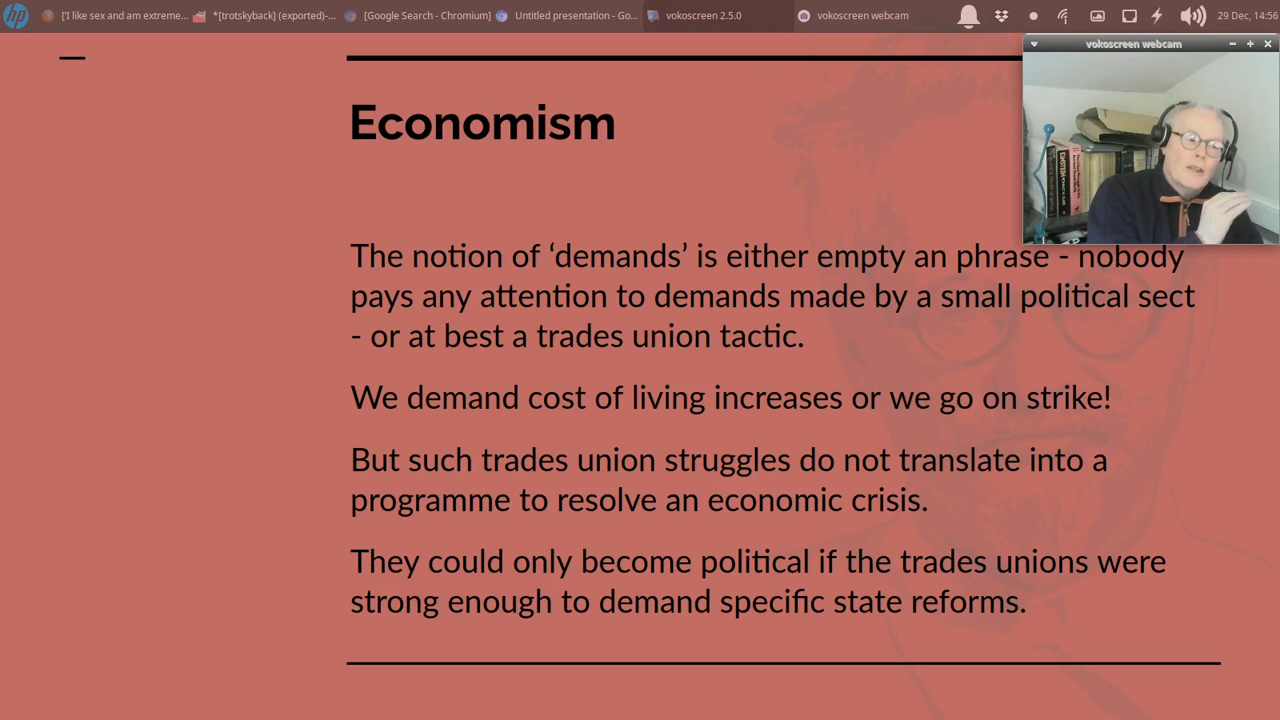 ['I like sex and am extreme...
*[trotskyback] (exported)-...
[Google Search - Chromium]
Untitled presentation - Go...
vokoscreen 2.5.0
vokoscreen webcam
29 Dec, 14:56
vokoscreen webcam
Economism
The notion of ‘demands’ is either empty an phrase - nobody
pays any attention to demands made by a small political sect
- or at best a trades union tactic.
We demand cost of living increases or we go on strike!
But such trades union struggles do not translate into a
programme to resolve an economic crisis.
They could only become political if the trades unions were
strong enough to demand specific state reforms.